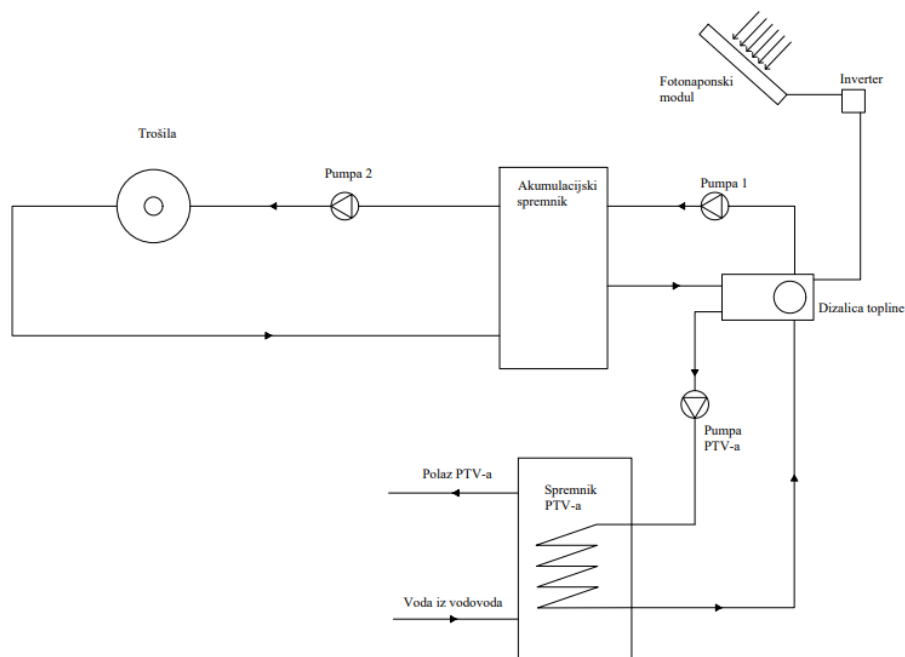 Fotonaponski
modul
Inverter
Trošila
Pumpa 2
Akumulacijski
spremnik
Pumpa 1
Dizalica topline
Pumpa
PTV-a
Polaz PTV-a
Spremnik
PTV-a
Voda iz vodovoda